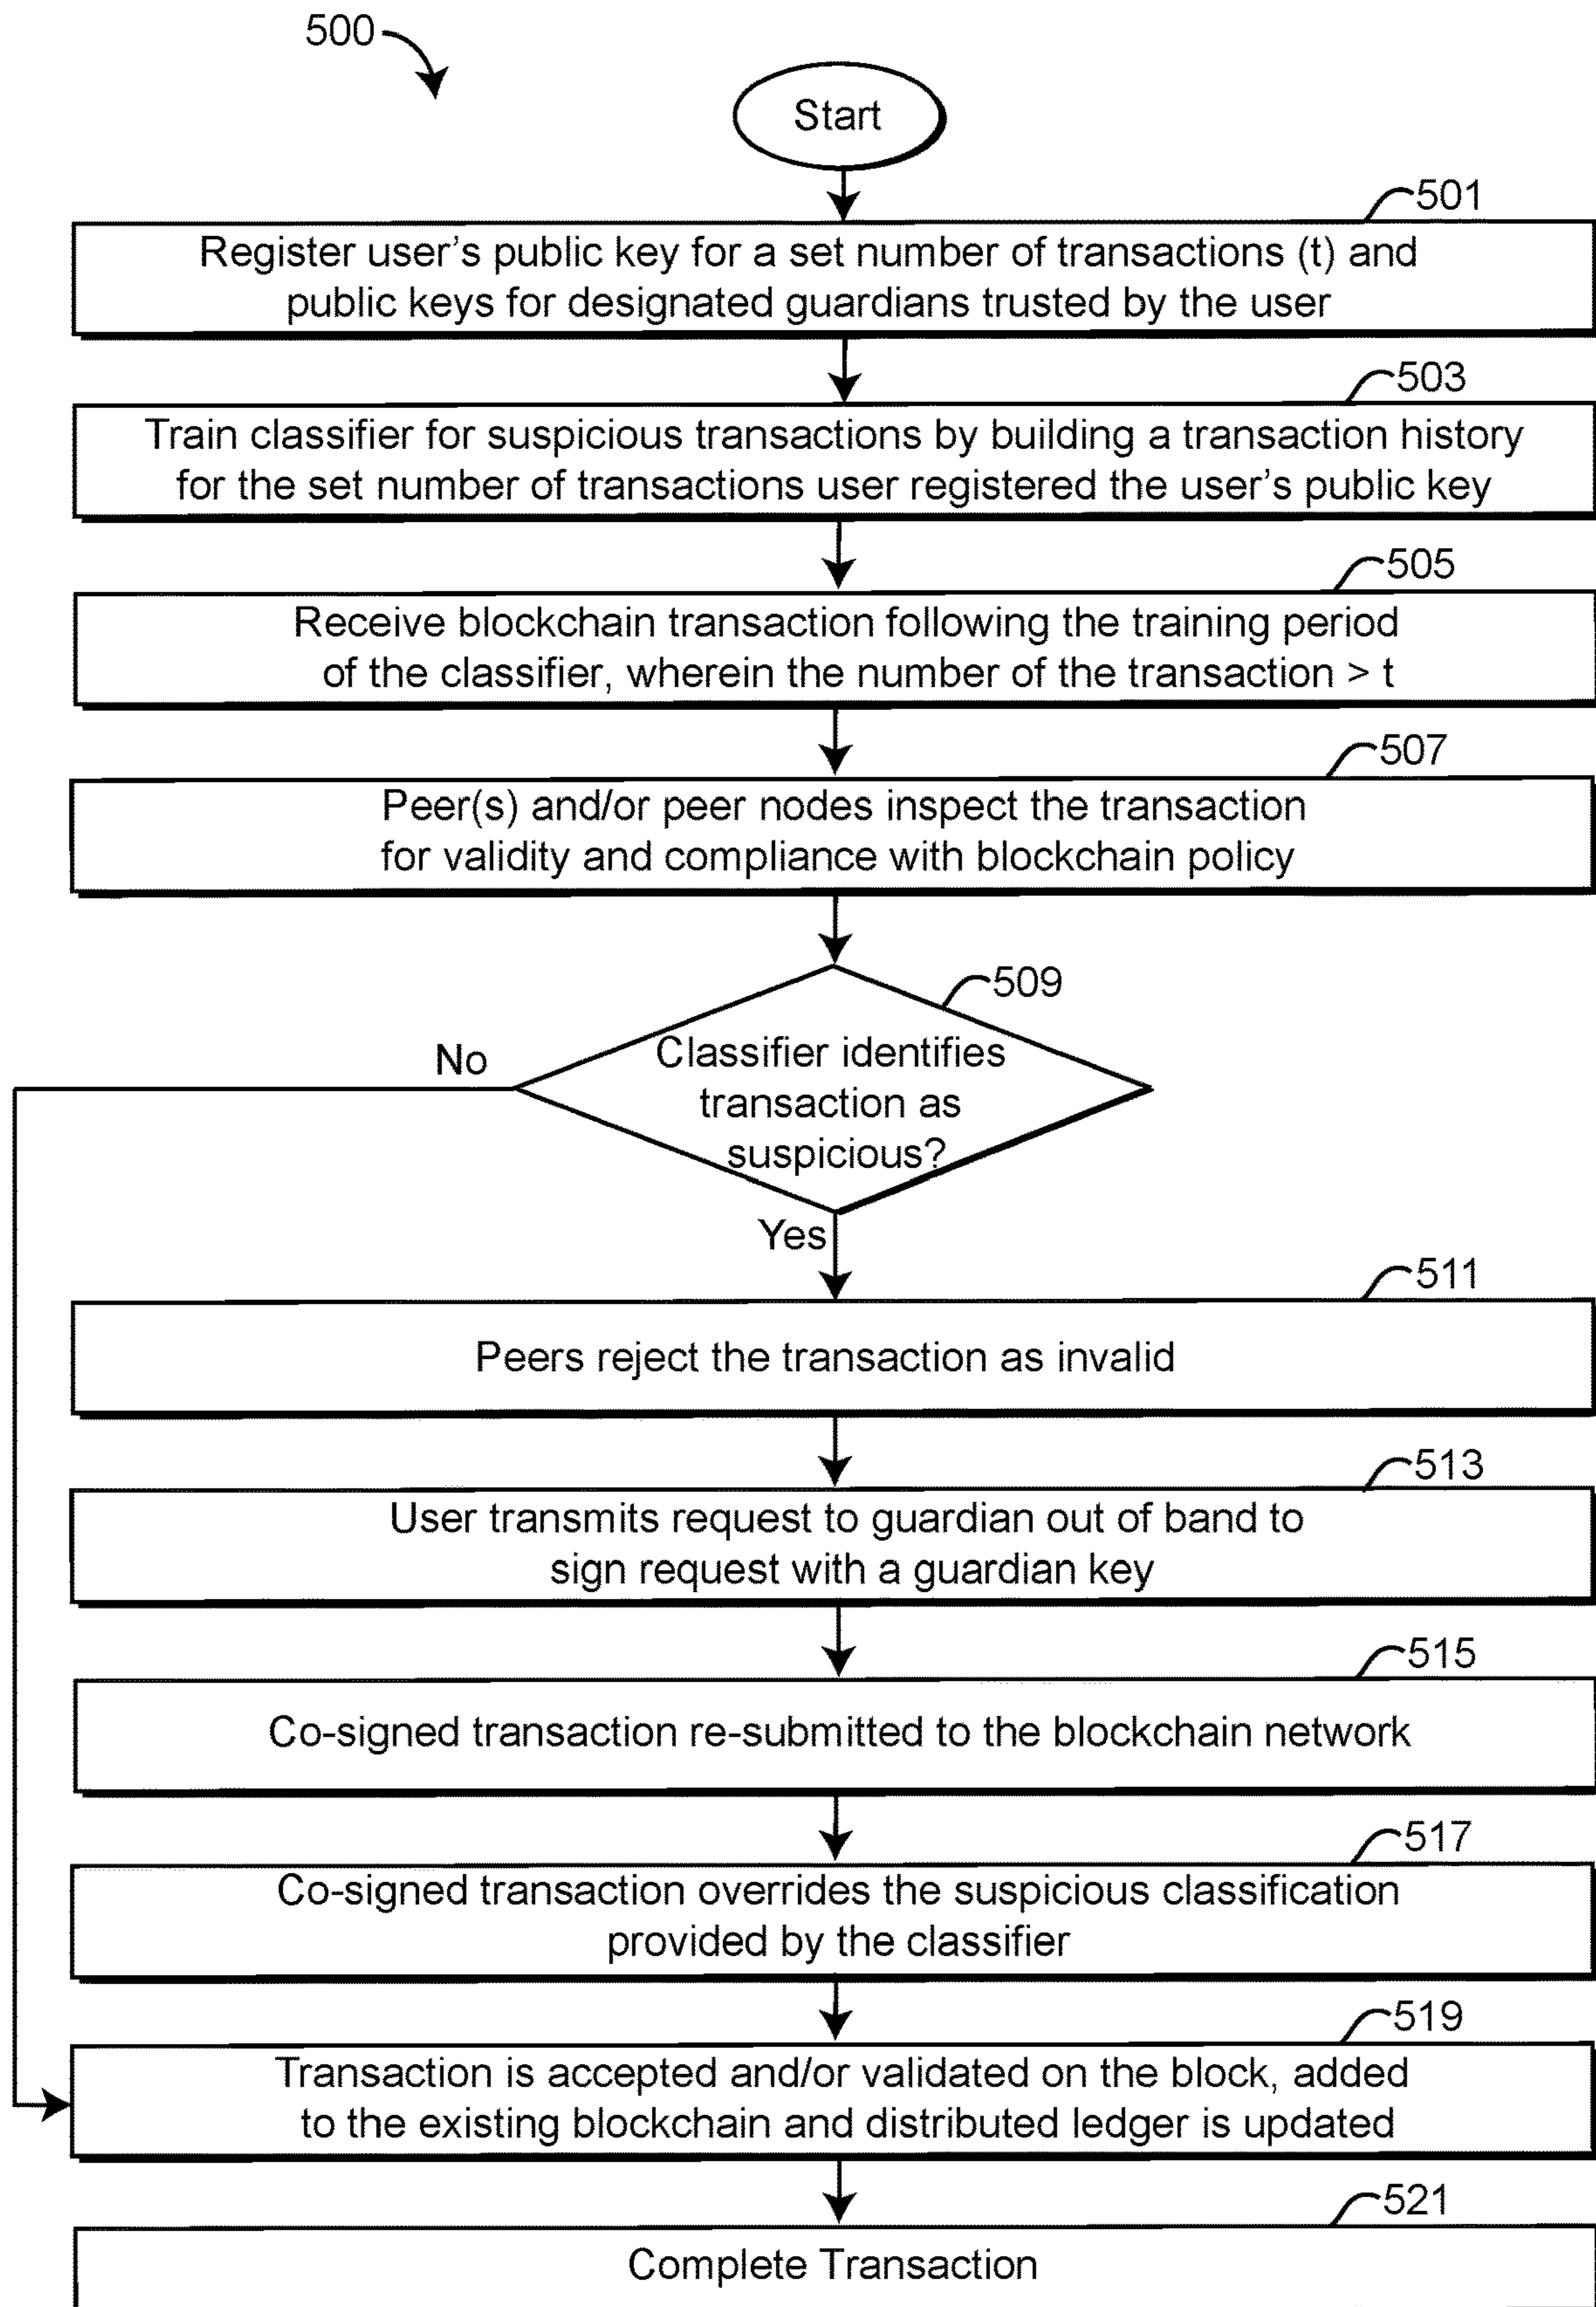 500
Start
501
Register user’s public key for a set number of transactions (t) and
public keys for designated guardians trusted by the user
503
Train classifier for suspicious transactions by building a transaction history
for the set number of transactions user registered the user’s public key
505
Receive blockchain transaction following the training period
of the classifier, wherein the number of the transaction > t
507
Peer(s) and/or peer nodes inspect the transaction
for validity and compliance with blockchain policy
509
No
Classifier identifies
transaction as
suspicious?
Yes
511
Peers reject the transaction as invalid
513
User transmits request to guardian out of band to
sign request with a guardian key
515
Co-signed transaction re-submitted to the blockchain network
517
Co-signed transaction overrides the suspicious classification
provided by the classifier
519
Transaction is accepted and/or validated on the block, added
to the existing blockchain and distributed ledger is updated
521
Complete Transaction